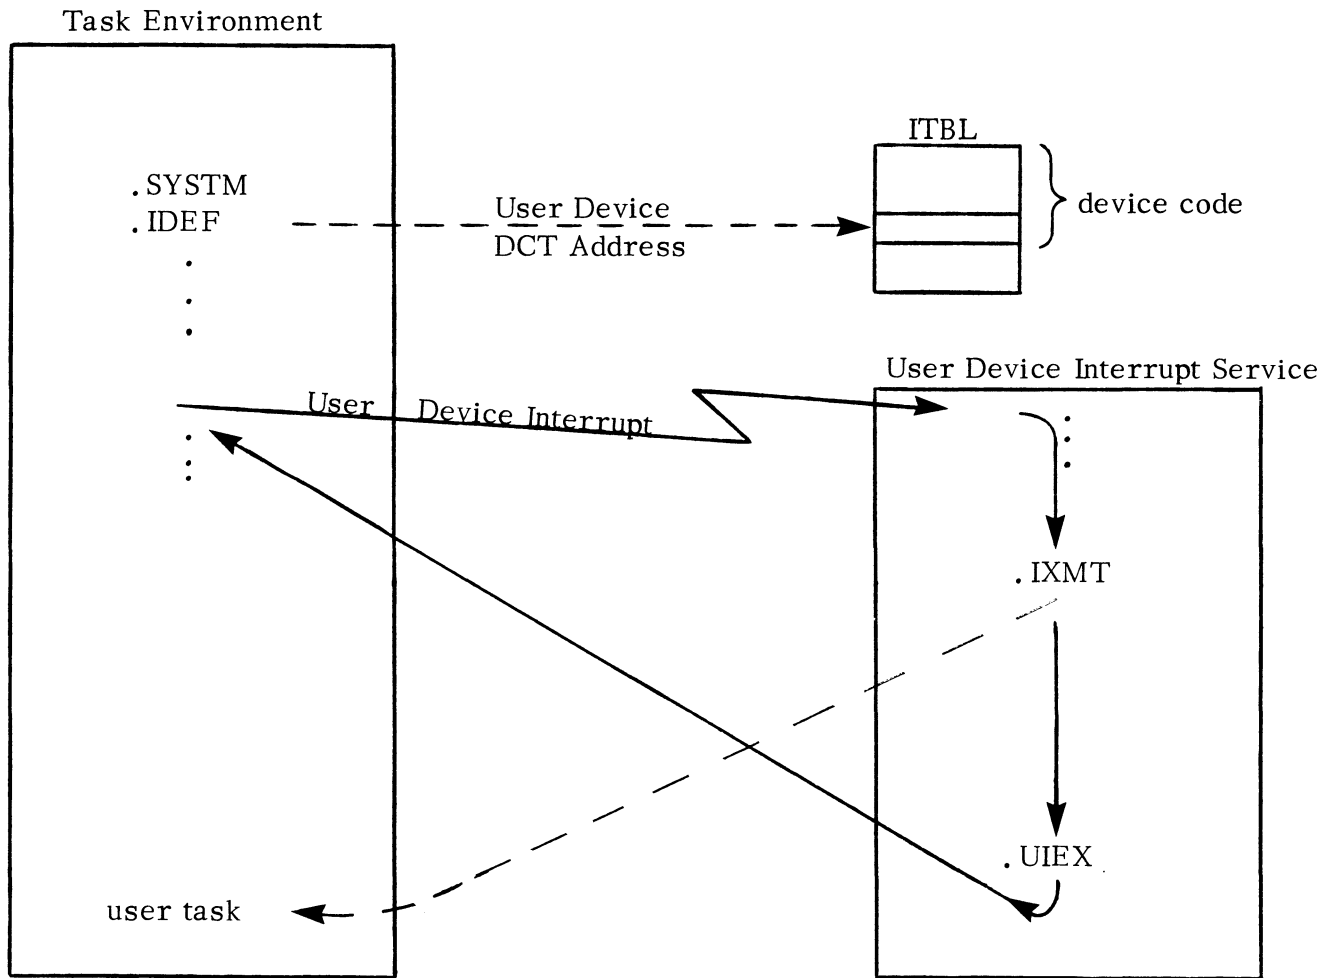 Task Environment
ITBL
.SYSTM
.IDEF
User Device
DCT Address
device code
User Device Interrupt Service
User Device Interrupt
.IXMT
.UIEX
user task